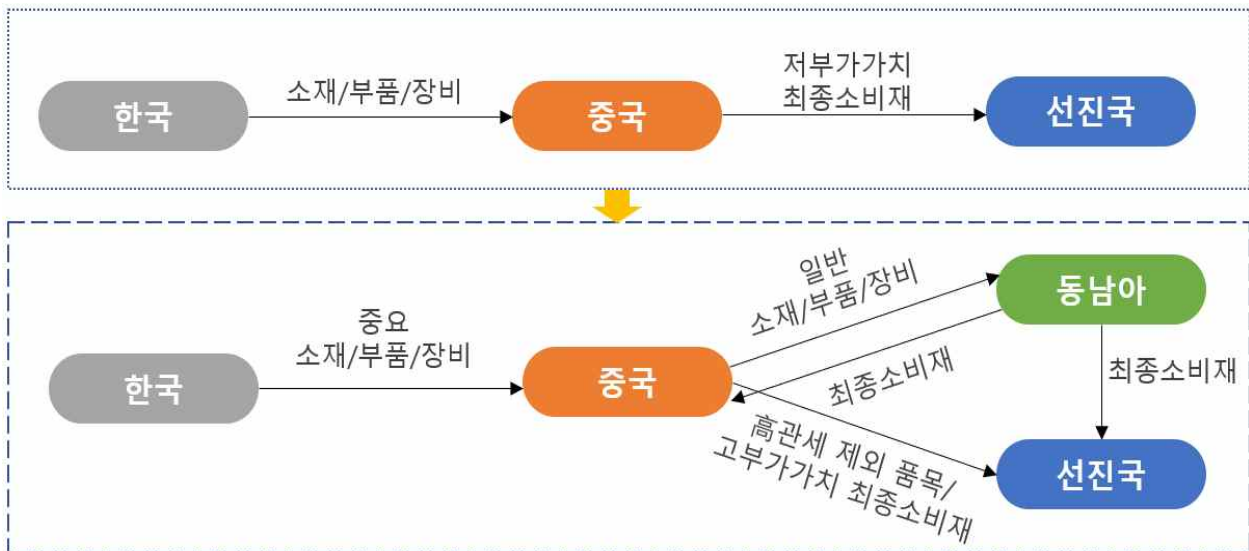 한국
소재/부품/장비
중국
저부가가치
최종소비재
선진국
한국
중요
소재/부품/장비
중국
일반
소재/부품/장비
동남아
최종소비재
최종소비재
高관세 제외 품목/
고부가가치 최종소비재
선진국